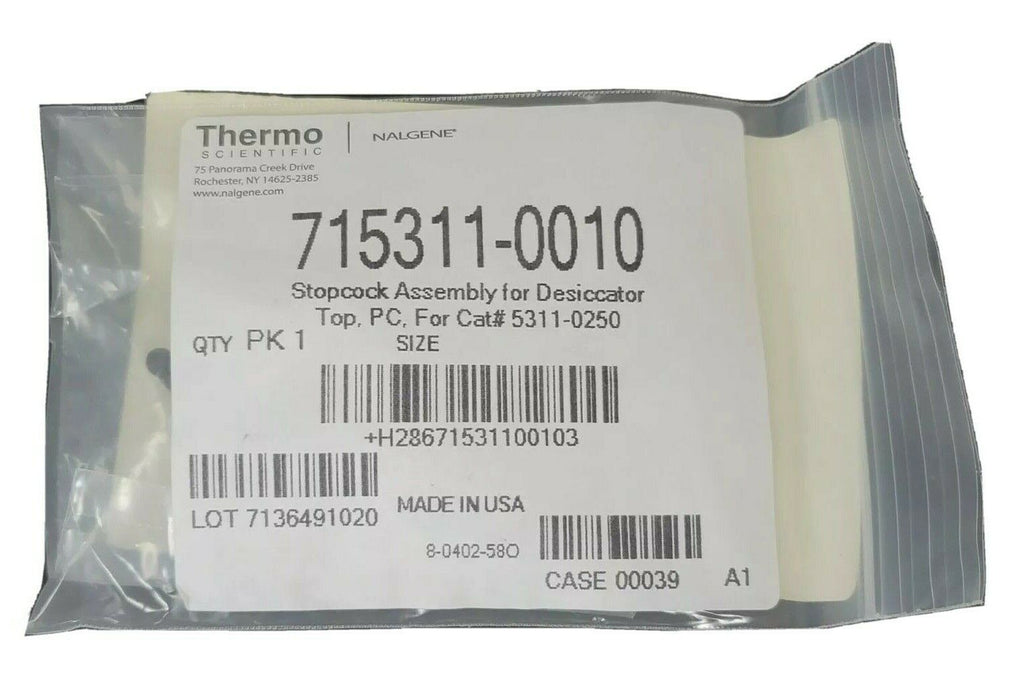 Thermo | NALGENE®
SCIENTIFIC
75 Panorama Creek Drive
Rochester, NY 14625-2385
www.nalgene.com
715311-0010
Stopcock Assembly for Desiccator
Top, PC, For Cat# 5311-0250
QTY PK 1 SIZE
+H28671531100103
LOT 7136491020
MADE IN USA
8-0402-58O
CASE 00039 A1